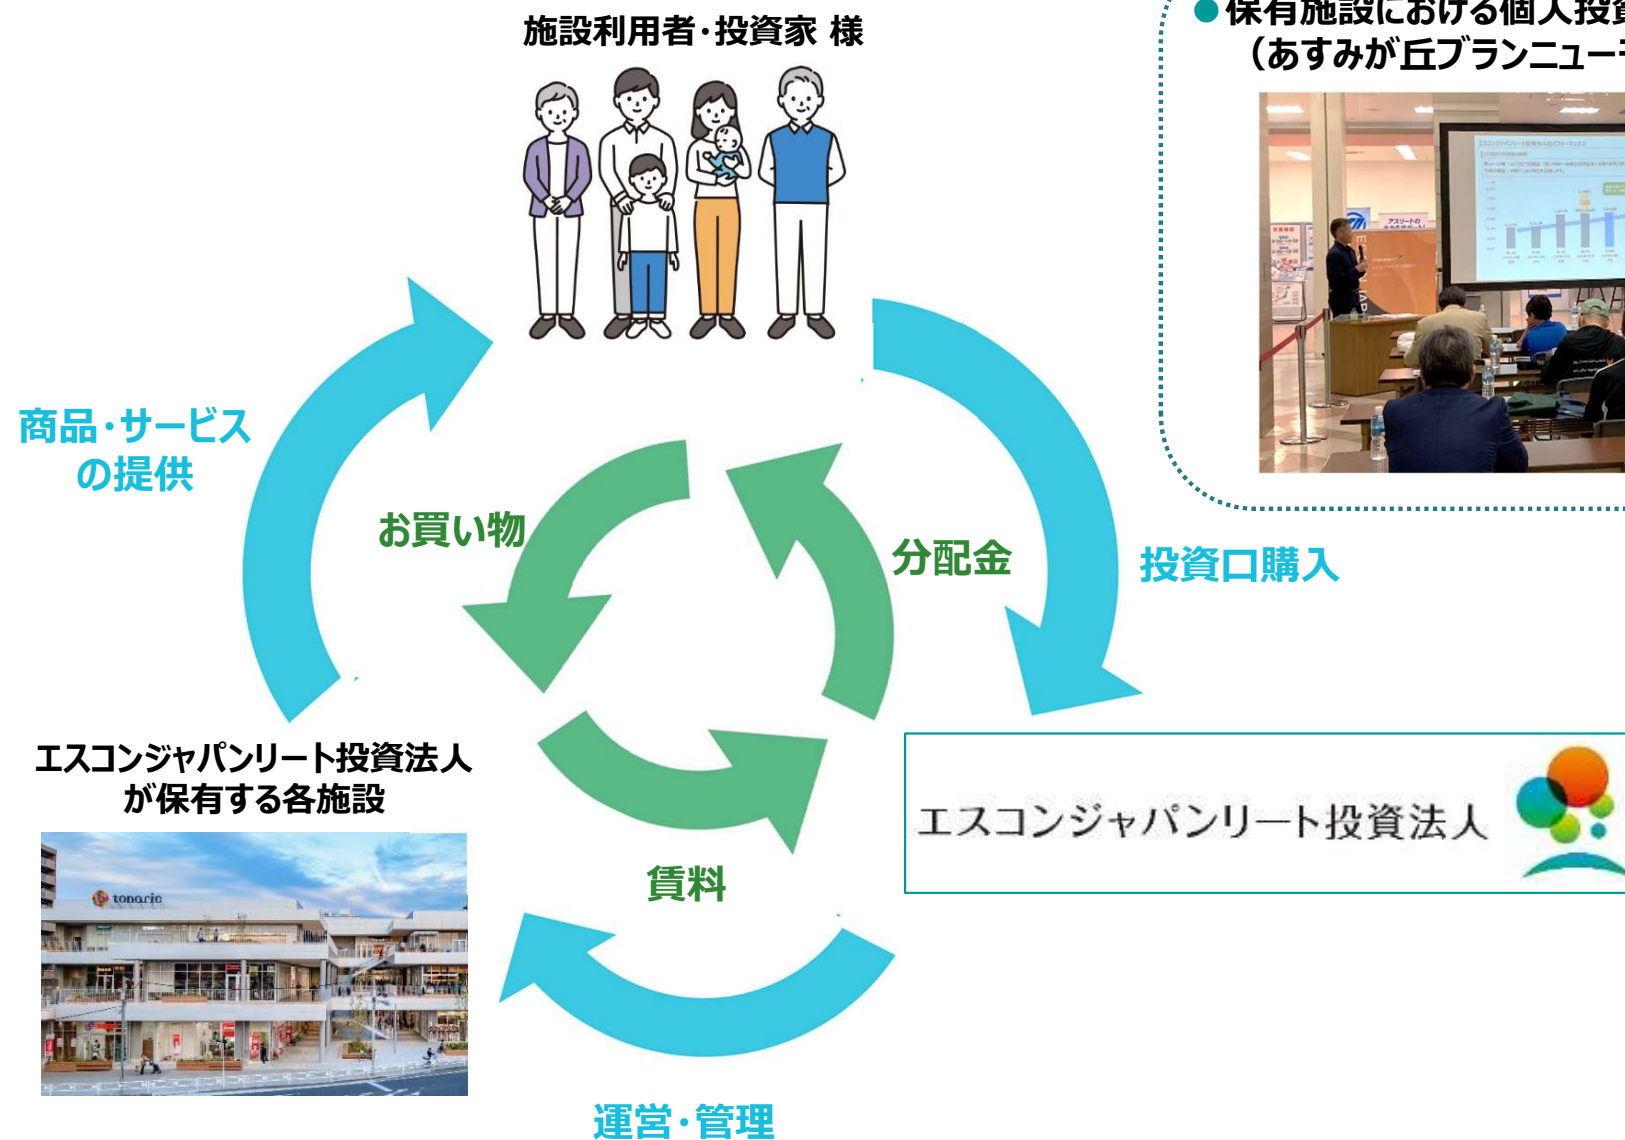 施設利用者・投資家 様
●保有施設における個人投資
（あすみが丘ブランニューモ
商品・サービス
の提供
お買い物
分配金
投資口購入
エスコンジャパンリート投資法人
が保有する各施設
tonarie
エスコンジャパンリート投資法人
賃料
運営・管理